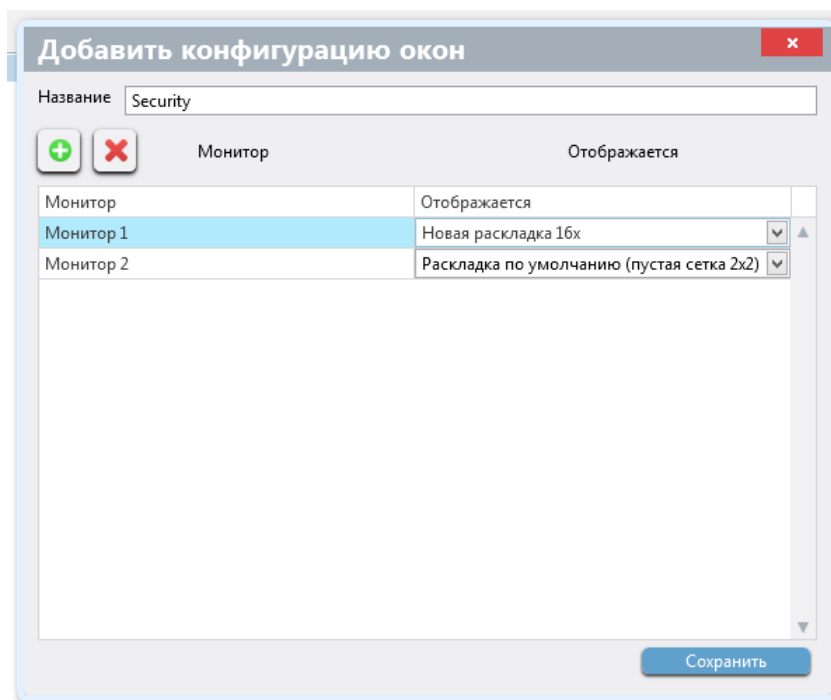 Добавить конфигурацию окон
Название Security
Монитор Отображается
Монитор Отображается
Монитор 1 Новая раскладка 16x
Монитор 2 Раскладка по умолчанию (пустая сетка 2x2)
Сохранить